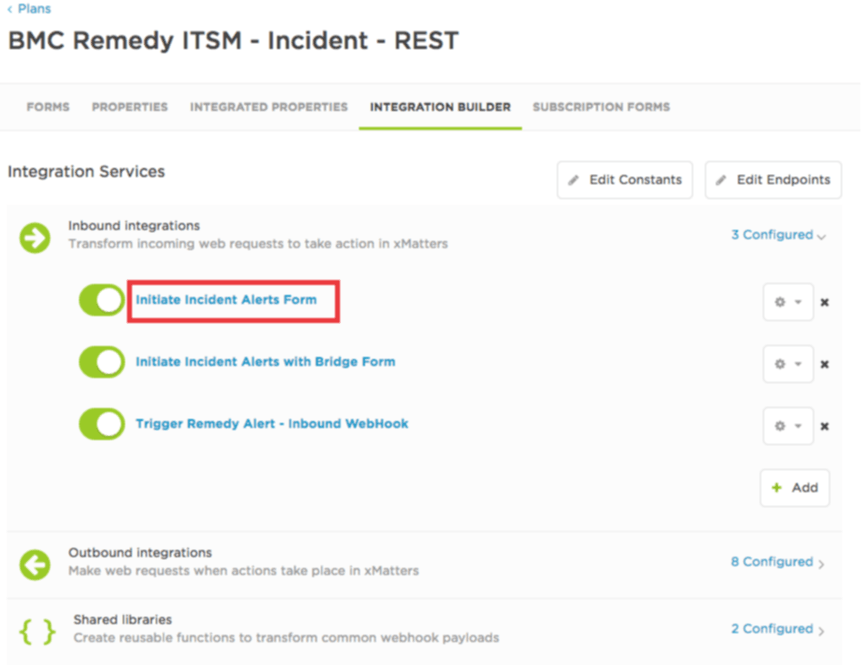 ‹ Plans
BMC Remedy ITSM - Incident - REST
FORMS PROPERTIES INTEGRATED PROPERTIES INTEGRATION BUILDER SUBSCRIPTION FORMS
Integration Services
Edit Constants
Edit Endpoints
Inbound integrations
Transform incoming web requests to take action in xMatters
3 Configured
Initiate Incident Alerts Form
Initiate Incident Alerts with Bridge Form
Trigger Remedy Alert - Inbound WebHook
+ Add
Outbound integrations
Make web requests when actions take place in xMatters
8 Configured
Shared libraries
Create reusable functions to transform common webhook payloads
2 Configured